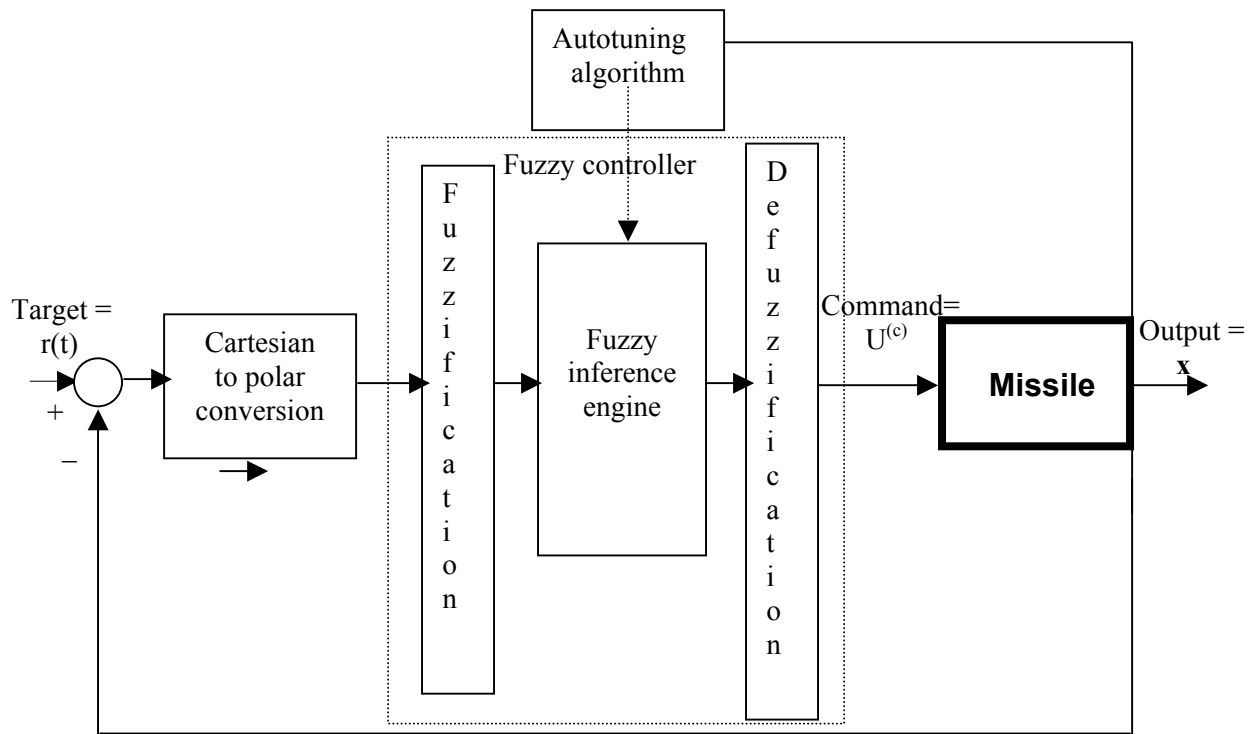 Autotuning
algorithm
Fuzzy controller
Target =
r(t)
+
−
Cartesian
to polar
conversion
F
u
z
z
i
f
i
c
a
t
i
o
n
Fuzzy
inference
engine
D
e
f
u
z
z
i
f
i
c
a
t
i
o
n
Command=
U^(c)
Missile
Output =
x